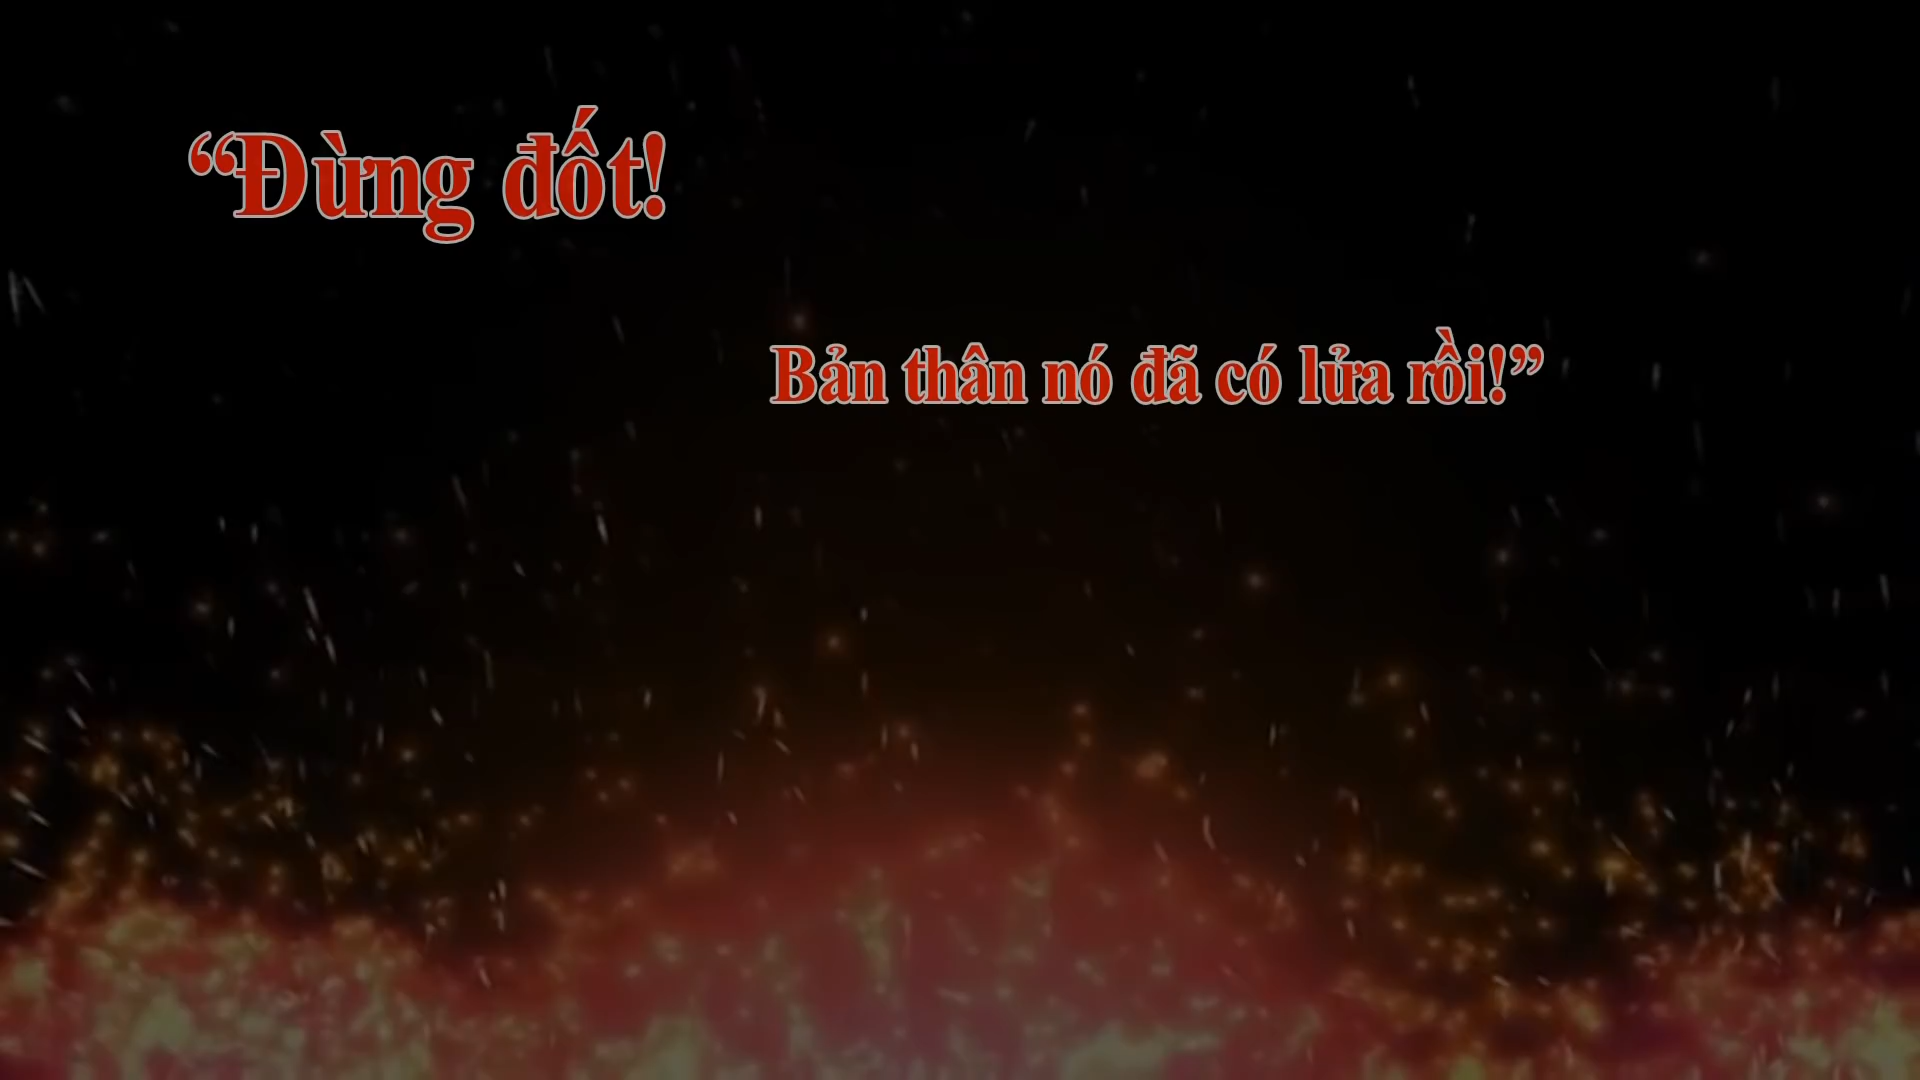 “Đừng đốt!
Bản thân nó đã có lửa rồi!”